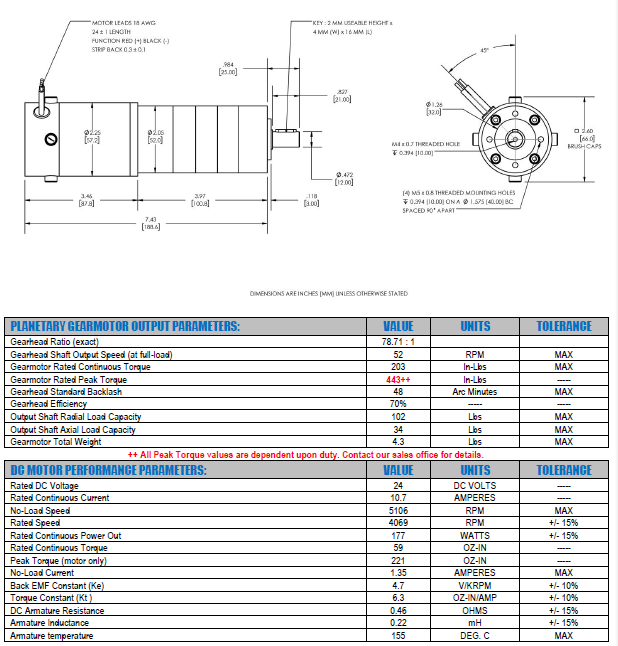 MOTOR LEADS 18 AWG
24 ± 1 LENGTH
FUNCTION RED (+) BLACK (-)
STRIP BACK 0.3 ± 0.1
KEY : 2 MM USEABLE HEIGHT x
4 MM (W) x 16 MM (L)
45°
.984
[25.00]
.827
[21.00]
Ø1.26
[32.0]
Ø2.25
[57.2]
Ø2.05
[52.0]
M4 x 0.7 THREADED HOLE
0.394 [10.00]
2.60
[66.0]
BRUSH CAPS
Ø.472
[12.00]
3.46
[87.8]
3.97
[100.8]
.118
[3.00]
(4) M5 x 0.8 THREADED MOUNTING HOLES
0.394 [10.00] ON A Ø 1.575 [40.00] BC
SPACED 90° APART
7.43
[188.6]
DIMENSIONS ARE INCHES [MM] UNLESS OTHERWISE STATED
PLANETARY GEARMOTOR OUTPUT PARAMETERS: VALUE UNITS TOLERANCE
Gearhead Ratio (exact) 78.71 : 1
Gearhead Shaft Output Speed (at full-load) 52 RPM MAX
Gearmotor Rated Continuous Torque 203 In-Lbs MAX
Gearmotor Rated Peak Torque 443++ In-Lbs -----
Gearhead Standard Backlash 48 Arc Minutes MAX
Gearhead Efficiency 70% ----- -----
Output Shaft Radial Load Capacity 102 Lbs MAX
Output Shaft Axial Load Capacity 34 Lbs MAX
Gearmotor Total Weight 4.3 Lbs MAX
++ All Peak Torque values are dependent upon duty. Contact our sales office for details.
DC MOTOR PERFORMANCE PARAMETERS: VALUE UNITS TOLERANCE
Rated DC Voltage 24 DC VOLTS -----
Rated Continuous Current 10.7 AMPERES -----
No-Load Speed 5106 RPM MAX
Rated Speed 4069 RPM +/- 15%
Rated Continuous Power Out 177 WATTS +/- 15%
Rated Continuous Torque 59 OZ-IN -----
Peak Torque (motor only) 221 OZ-IN -----
No-Load Current 1.35 AMPERES MAX
Back EMF Constant (Ke) 4.7 V/KRPM +/- 10%
Torque Constant (Kt ) 6.3 OZ-IN/AMP +/- 10%
DC Armature Resistance 0.46 OHMS +/- 15%
Armature Inductance 0.22 mH +/- 15%
Armature temperature 155 DEG. C MAX